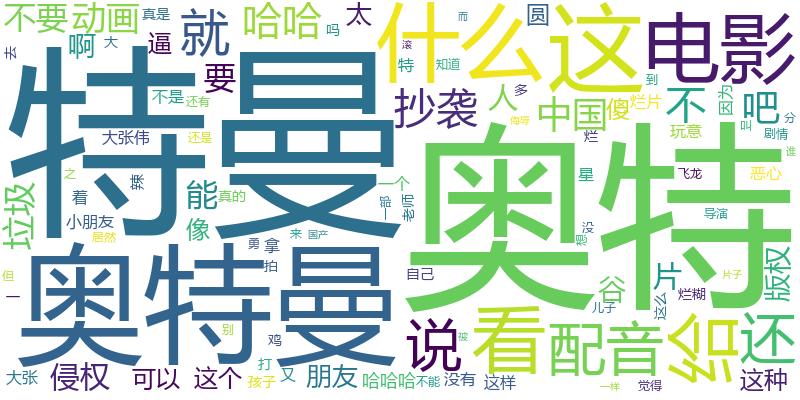 不要 动画 真是 哈哈 吗 太 什么 这 而 圆 电影
去 啊 大 逼 就 滚 特 知道
特曼 要 抄袭 人 多 到
不是 还有 傻 烂片 因为 不 吧
大张伟 还是 奥特 中国 侮辱 烂 玩意 足 剧情 分 谁
垃圾 之 着 辣 能 真的 一个 星 飞龙 恶心
小朋友 像 一部 老师 没 导演
居然 奥特曼 勇 拿 来 国产 想
但 拍 自己 谷 片 片子 版权
一 儿子 这么 烂糊
别 鸡 说 看 配音 给 还
打 被
大张 侵权 可以 这个 孩子 又 朋友 哈哈哈 不能 没有 这样 一样 觉得 这种